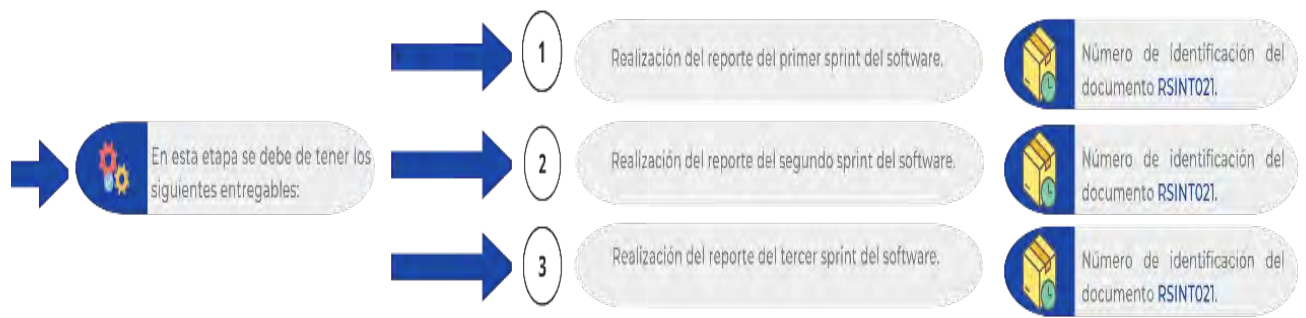 En esta etapa se debe de tener los
siguientes entregables:
1
Realización del reporte del primer sprint del software.
Número de identificación del
documento RSINT021.
2
Realización del reporte del segundo sprint del software.
Número de identificación del
documento RSINT021.
3
Realización del reporte del tercer sprint del software.
Número de identificación del
documento RSINT021.